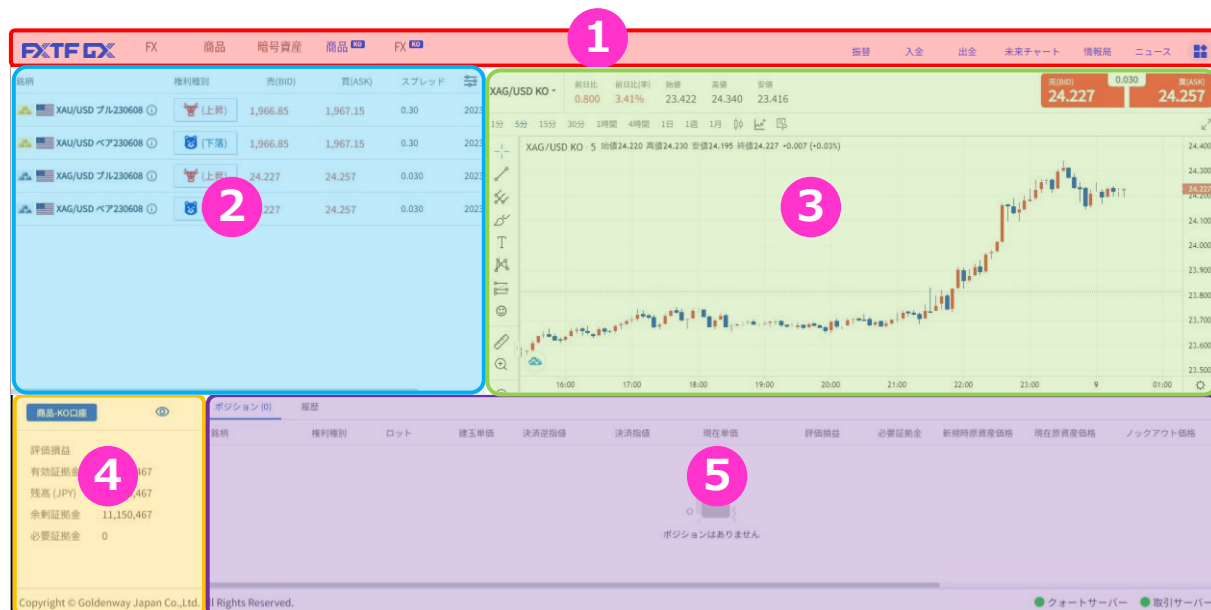 1
FXTF GX FX 商品 暗号資産 商品 KO FX KO 振替 入金 出金 未来チャート 情報局 ニュース
銘柄 権利種別 売(BID) 買(ASK) スプレッド
XAU/USD ブル230608 (上昇) 1,966.85 1,967.15 0.30 2023
XAU/USD ベア230608 (下落) 1,966.85 1,967.15 0.30 2023
XAG/USD ブル230608 (上昇) 24.227 24.257 0.030 2023
XAG/USD ベア230608 24.257 0.030 2023
2
XAG/USD KO
前日比 前日比(率) 始値 高値 安値
0.800 3.41% 23.422 24.340 23.416
売(BID) 0.030 買(ASK)
24.227 24.257
1分 5分 15分 30分 1時間 4時間 1日 1週 1月
XAG/USD KO · 5 始値24.220 高値24.230 安値24.195 終値24.227 +0.007 (+0.03%)
3
24.400
24.300
24.227
24.200
24.100
24.000
23.900
23.800
23.700
23.600
23.500
16:00 17:00 18:00 19:00 20:00 21:00 22:00 23:00 9 01:00
商品-KO口座
評価損益
有効証拠金 467
残高 (JPY) 467
余剰証拠金 11,150,467
必要証拠金 0
4
ポジション (0) 履歴
銘柄 権利種別 ロット 建玉単価 決済逆指値 決済指値 現在単価 評価損益 必要証拠金 新規時原資産価格 現在原資産価格 ノックアウト価格
5
ポジションはありません
Copyright © Goldenway Japan Co.,Ltd. All Rights Reserved. クォートサーバー 取引サーバー